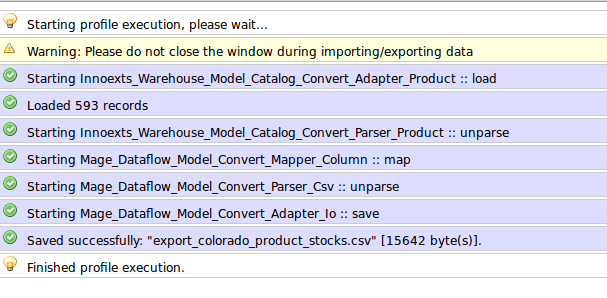 Starting profile execution, please wait...
Warning: Please do not close the window during importing/exporting data
Starting Innoexts_Warehouse_Model_Catalog_Convert_Adapter_Product :: load
Loaded 593 records
Starting Innoexts_Warehouse_Model_Catalog_Convert_Parser_Product :: unparse
Starting Mage_Dataflow_Model_Convert_Mapper_Column :: map
Starting Mage_Dataflow_Model_Convert_Parser_Csv :: unparse
Starting Mage_Dataflow_Model_Convert_Adapter_Io :: save
Saved successfully: "export_colorado_product_stocks.csv" [15642 byte(s)].
Finished profile execution.